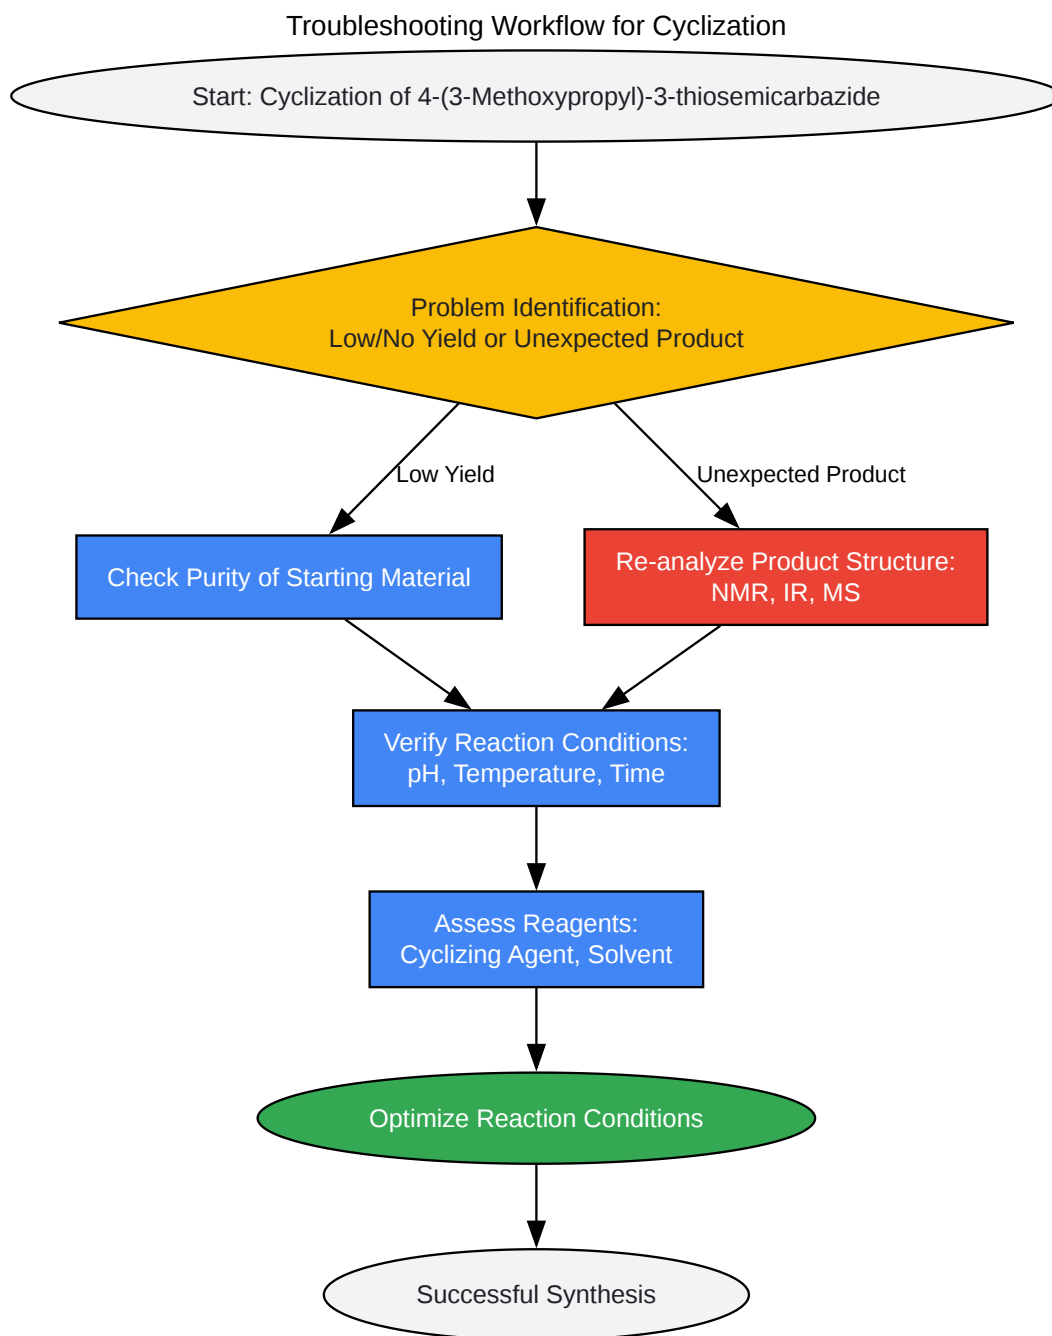 Troubleshooting Workflow for Cyclization
Start: Cyclization of 4-(3-Methoxypropyl)-3-thiosemicarbazide
Problem Identification:
Low/No Yield or Unexpected Product
Low Yield
Unexpected Product
Check Purity of Starting Material
Re-analyze Product Structure:
NMR, IR, MS
Verify Reaction Conditions:
pH, Temperature, Time
Assess Reagents:
Cyclizing Agent, Solvent
Optimize Reaction Conditions
Successful Synthesis